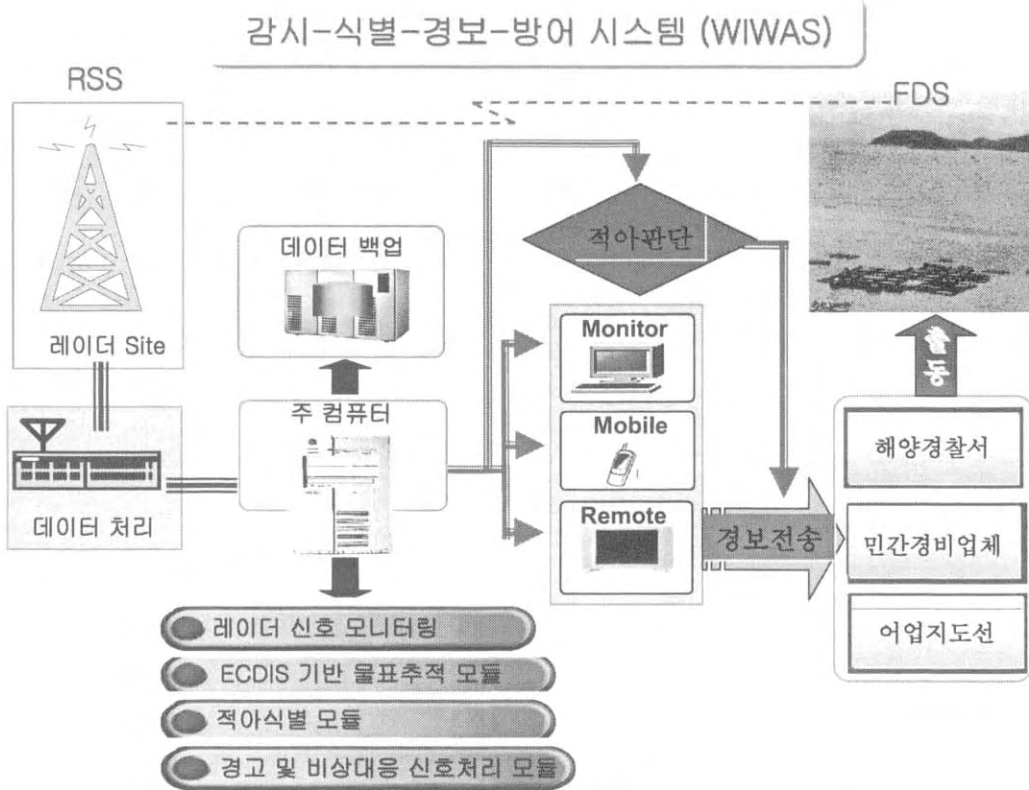 감시-식별-경보-방어 시스템 (WIWAS)
RSS
FDS
레이더 Site
데이터 백업
적아판단
Monitor
Mobile
Remote
주 컴퓨터
데이터 처리
경보전송
출동
해양경찰서
민간경비업체
어업지도선
레이더 신호 모니터링
ECDIS 기반 물표추적 모듈
적아식별 모듈
경고 및 비상대응 신호처리 모듈